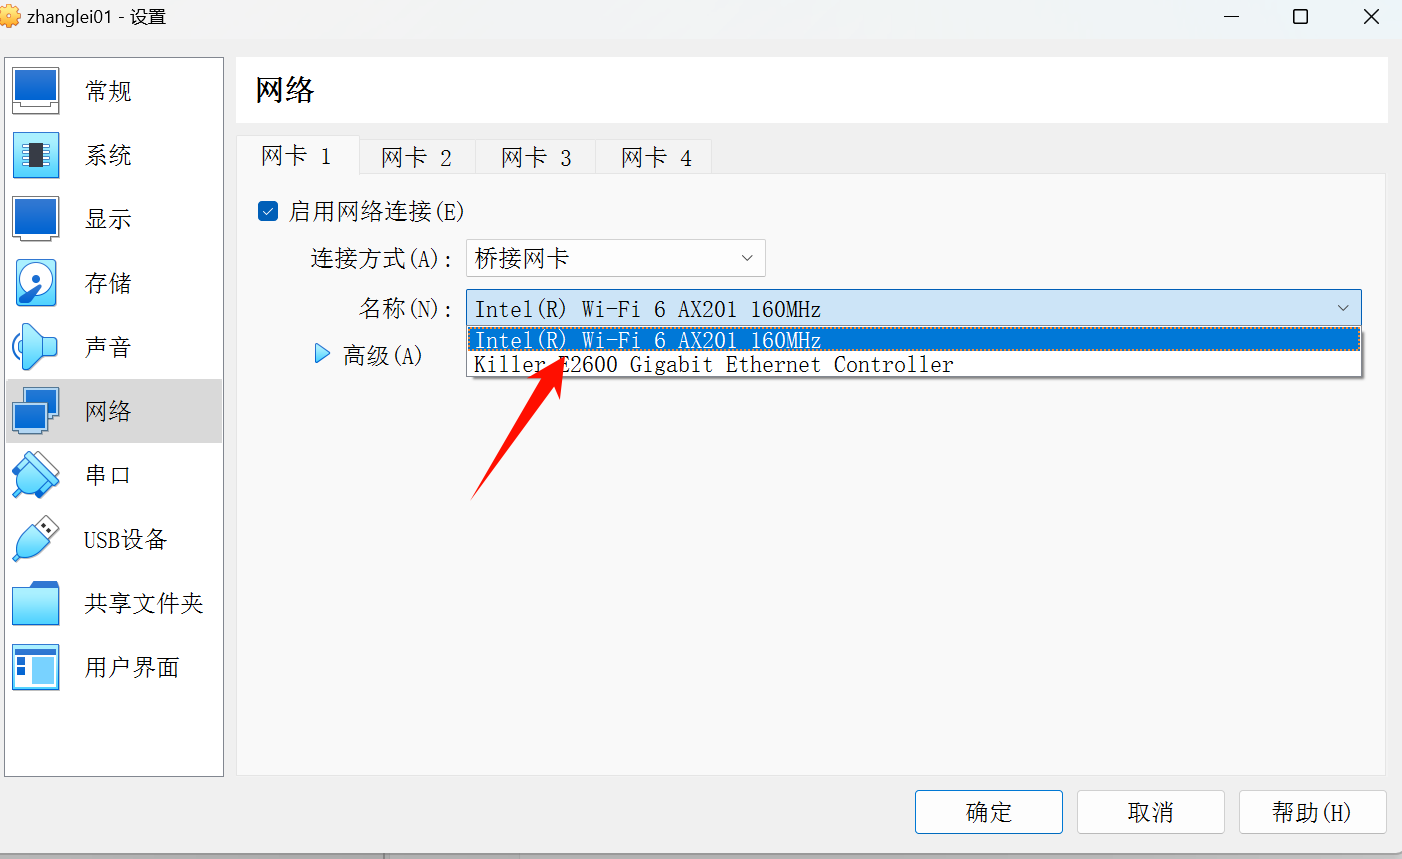 zhanglei01 - 设置
常规
系统
显示
存储
声音
网络
串口
USB设备
共享文件夹
用户界面
网络
网卡 1
网卡 2
网卡 3
网卡 4
启用网络连接(E)
连接方式(A):
桥接网卡
名称(N):
Intel(R) Wi-Fi 6 AX201 160MHz
Intel(R) Wi-Fi 6 AX201 160MHz
Killer E2600 Gigabit Ethernet Controller
高级(A)
确定
取消
帮助(H)